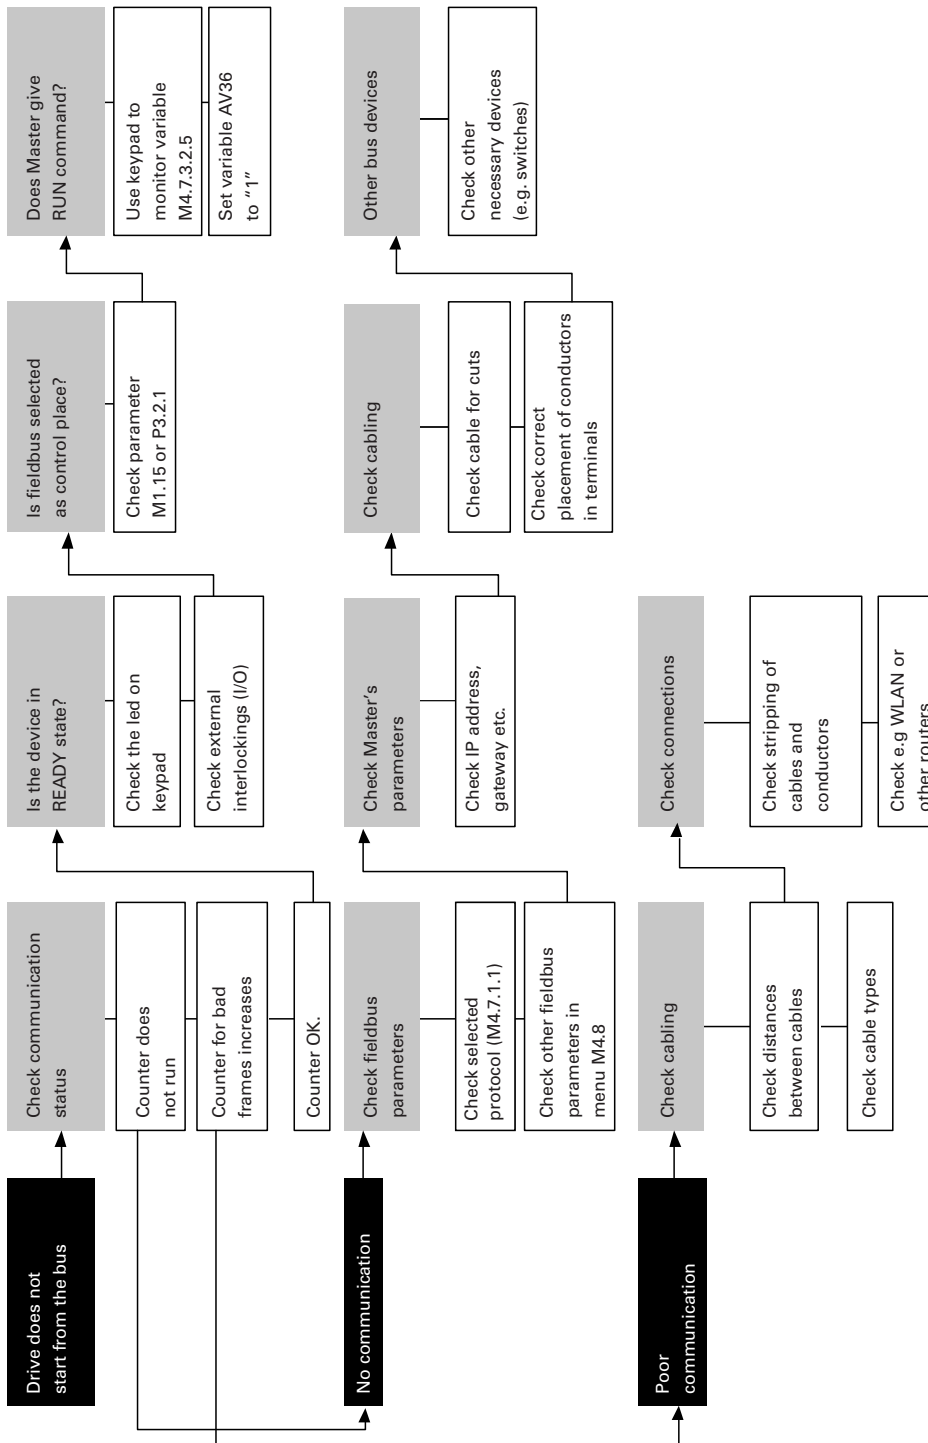 Drive does not
start from the bus
Check communication
status
Counter does
not run
Counter for bad
frames increases
Counter OK.
Is the device in
READY state?
Check the led on
keypad
Check external
interlockings (I/O)
Is fieldbus selected
as control place?
Check parameter
M1.15 or P3.2.1
Does Master give
RUN command?
Use keypad to
monitor variable
M4.7.3.2.5
Set variable AV36
to “1”
No communication
Check fieldbus
parameters
Check selected
protocol (M4.7.1.1)
Check other fieldbus
parameters in
menu M4.8
Check Master’s
parameters
Check IP address,
gateway etc.
Check cabling
Check cable for cuts
Check correct
placement of conductors
in terminals
Other bus devices
Check other
necessary devices
(e.g. switches)
Poor
communication
Check cabling
Check distances
between cables
Check cable types
Check connections
Check stripping of
cables and
conductors
Check e.g WLAN or
other routers